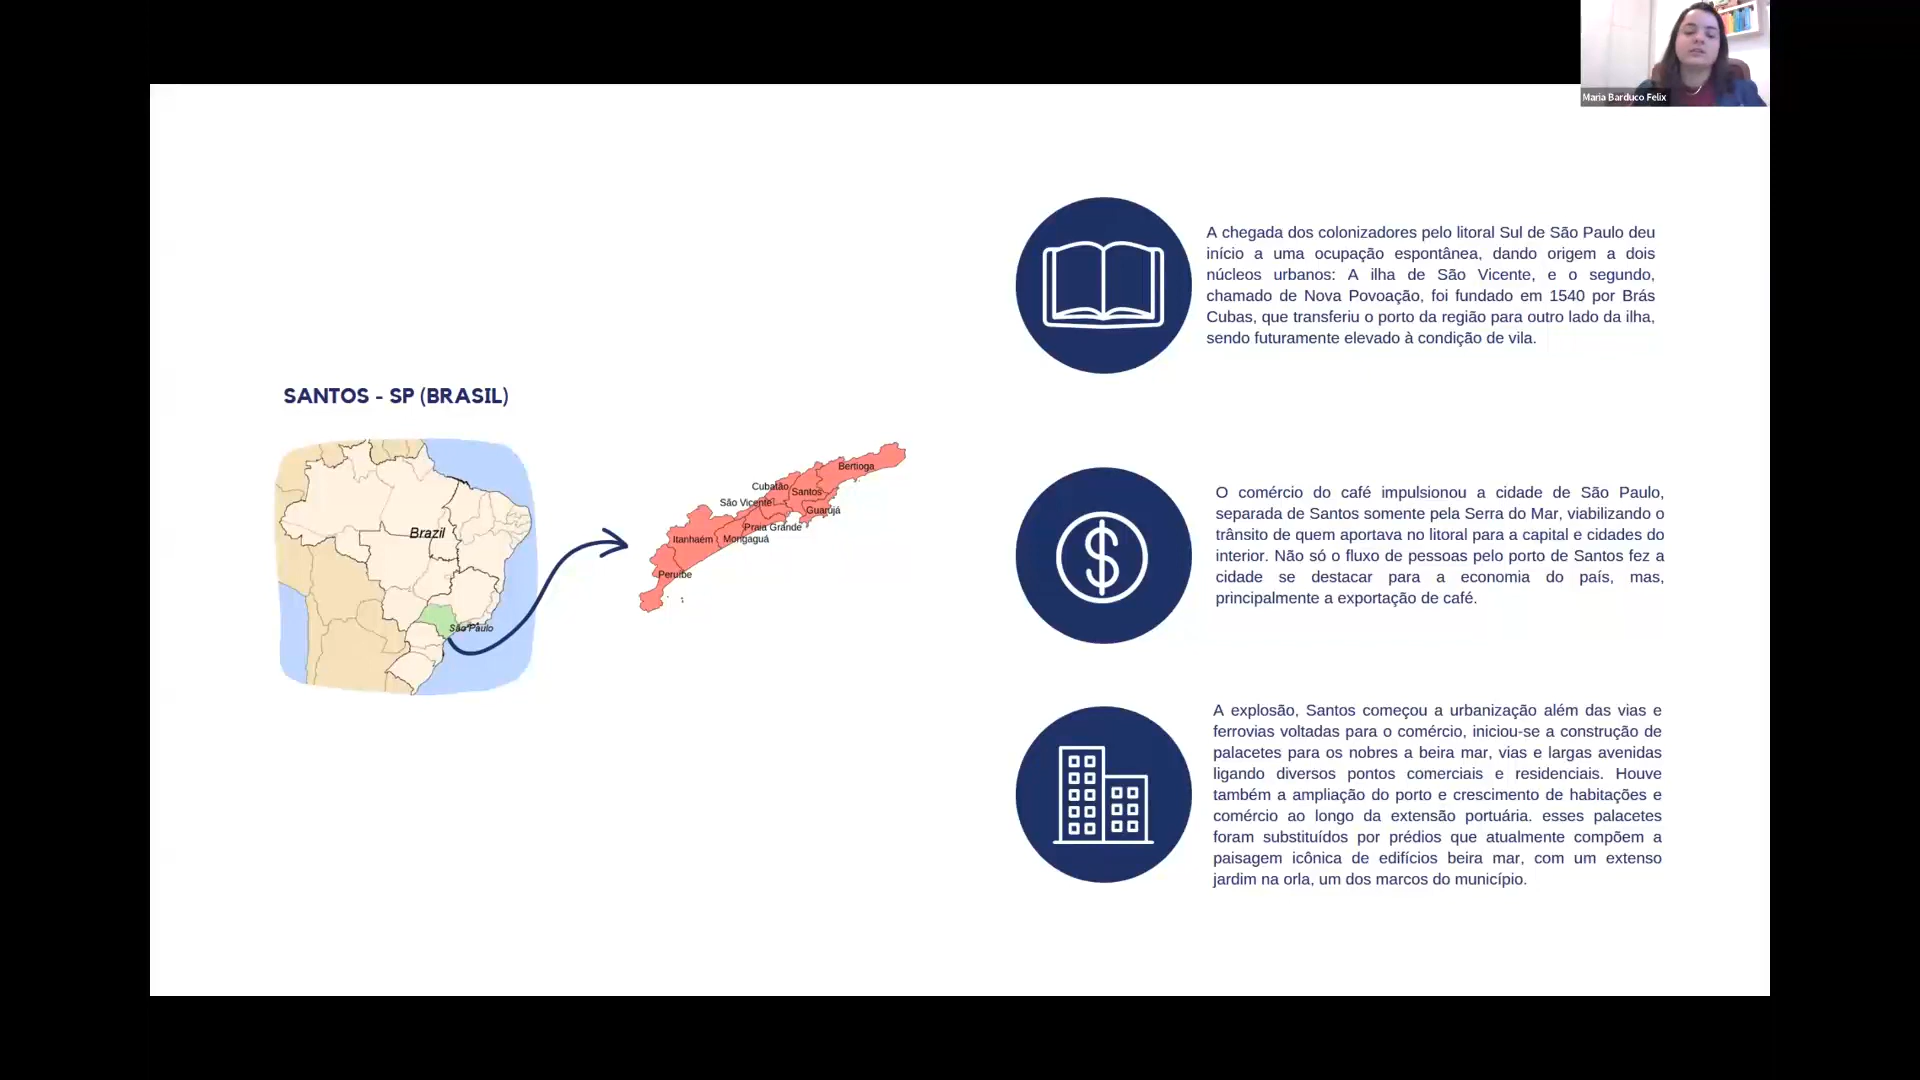 Maria Barduco Felix
SANTOS - SP (BRASIL)
Brazil
São Paulo
Bertioga
Cubatão
Santos
São Vicente
Guarujá
Praia Grande
Itanhaém
Mongaguá
Peruíbe
A chegada dos colonizadores pelo litoral Sul de São Paulo deu
início a uma ocupação espontânea, dando origem a dois
núcleos urbanos: A ilha de São Vicente, e o segundo,
chamado de Nova Povoação, foi fundado em 1540 por Brás
Cubas, que transferiu o porto da região para outro lado da ilha,
sendo futuramente elevado à condição de vila.
O comércio do café impulsionou a cidade de São Paulo,
separada de Santos somente pela Serra do Mar, viabilizando o
trânsito de quem aportava no litoral para a capital e cidades do
interior. Não só o fluxo de pessoas pelo porto de Santos fez a
cidade se destacar para a economia do país, mas,
principalmente a exportação de café.
A explosão, Santos começou a urbanização além das vias e
ferrovias voltadas para o comércio, iniciou-se a construção de
palacetes para os nobres a beira mar, vias e largas avenidas
ligando diversos pontos comerciais e residenciais. Houve
também a ampliação do porto e crescimento de habitações e
comércio ao longo da extensão portuária. esses palacetes
foram substituídos por prédios que atualmente compõem a
paisagem icônica de edifícios beira mar, com um extenso
jardim na orla, um dos marcos do município.